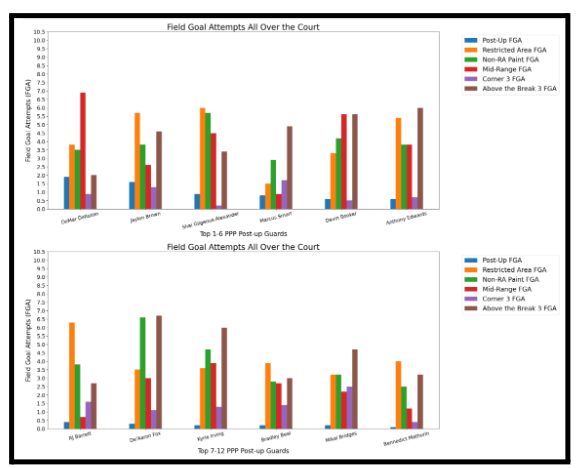 Field Goal Attempts All Over the Court
Post-Up FGA
Restricted Area FGA
Non-RA Paint FGA
Mid-Range FGA
Corner 3 FGA
Above the Break 3 FGA
Field Goal Attempts (FGA)
10.5
10.0
9.5
9.0
8.5
8.0
7.5
7.0
6.5
6.0
5.5
5.0
4.5
4.0
3.5
3.0
2.5
2.0
1.5
1.0
0.5
0.0
DeMar DeRozan
Jaylen Brown
Shai Gilgeous-Alexander
Marcus Smart
Devin Booker
Anthony Edwards
Top 1-6 PPP Post-up Guards
Field Goal Attempts All Over the Court
Post-Up FGA
Restricted Area FGA
Non-RA Paint FGA
Mid-Range FGA
Corner 3 FGA
Above the Break 3 FGA
Field Goal Attempts (FGA)
10.5
10.0
9.5
9.0
8.5
8.0
7.5
7.0
6.5
6.0
5.5
5.0
4.5
4.0
3.5
3.0
2.5
2.0
1.5
1.0
0.5
0.0
RJ Barrett
De'Aaron Fox
Kyrie Irving
Bradley Beal
Mikal Bridges
Bennedict Mathurin
Top 7-12 PPP Post-up Guards